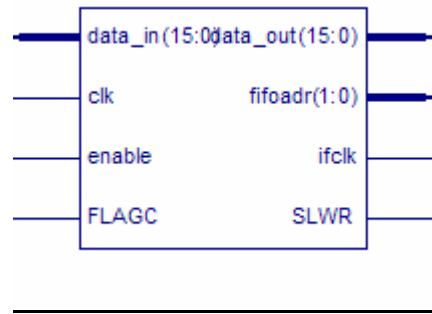 data_in(15:0) data_out(15:0)
clk fifoadr(1:0)
enable ifclk
FLAGC SLWR